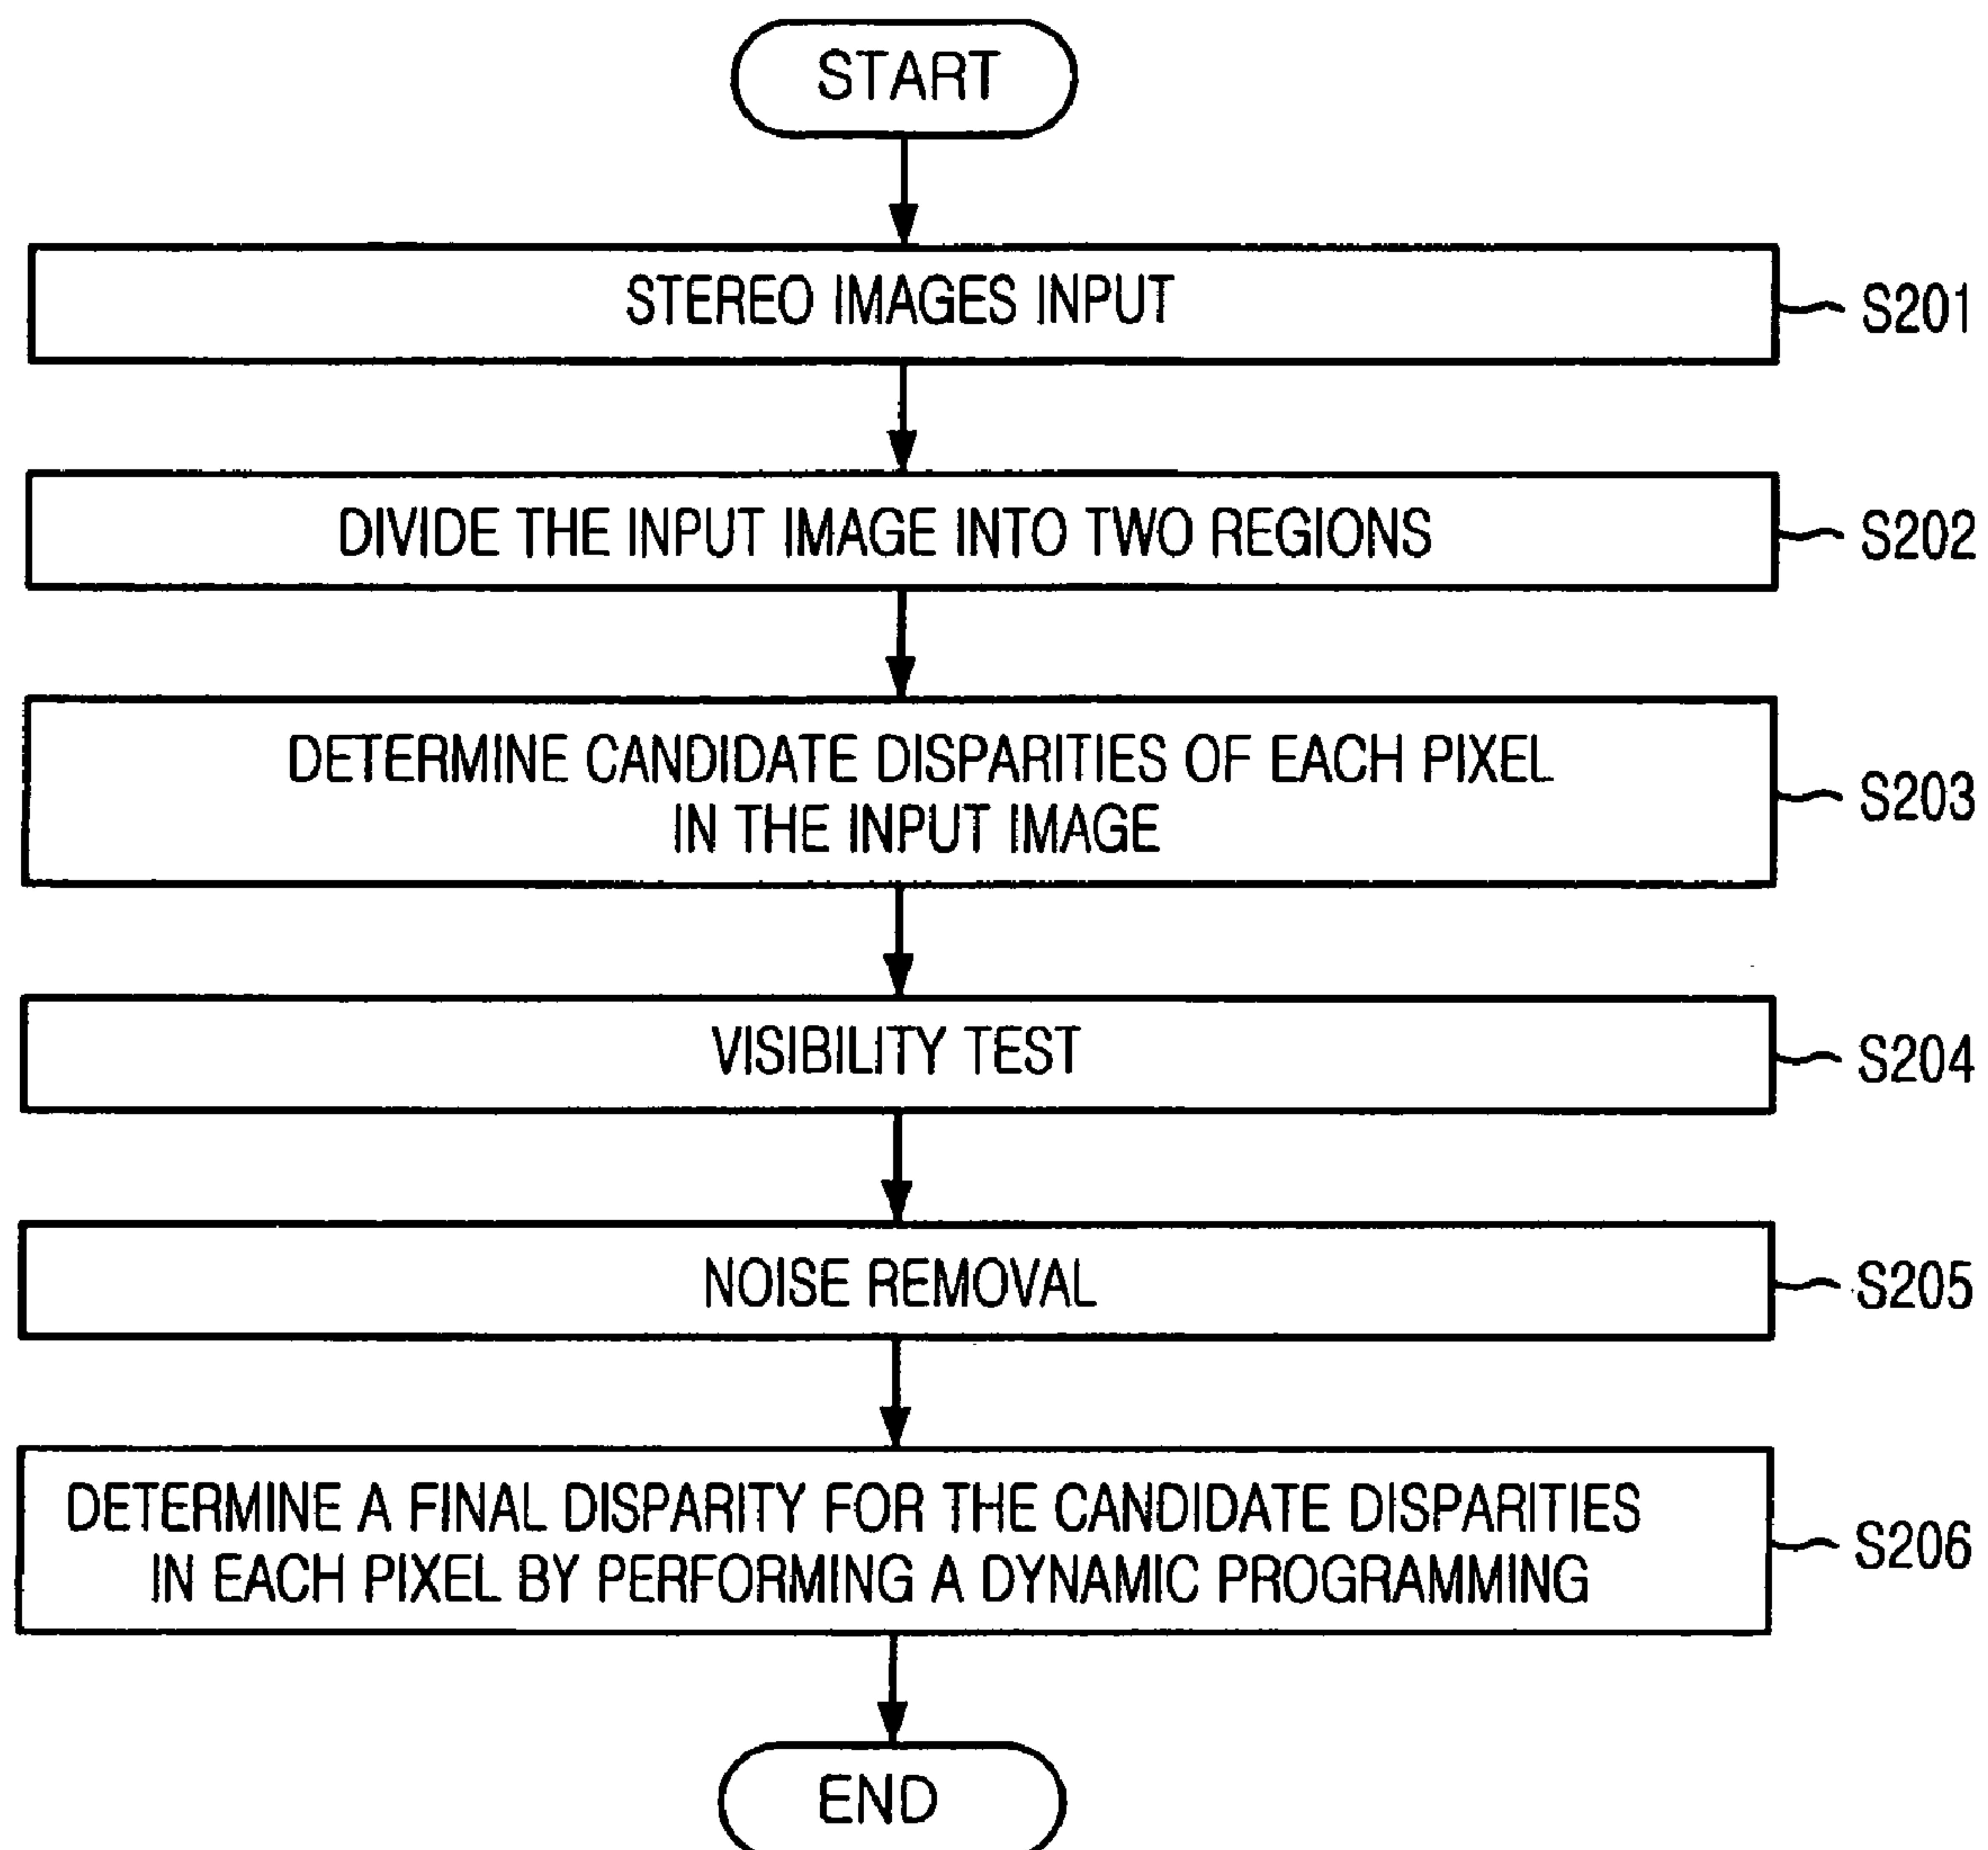 START
STEREO IMAGES INPUT
S201
DIVIDE THE INPUT IMAGE INTO TWO REGIONS
S202
DETERMINE CANDIDATE DISPARITIES OF EACH PIXEL
IN THE INPUT IMAGE
S203
VISIBILITY TEST
S204
NOISE REMOVAL
S205
DETERMINE A FINAL DISPARITY FOR THE CANDIDATE DISPARITIES
IN EACH PIXEL BY PERFORMING A DYNAMIC PROGRAMMING
S206
END